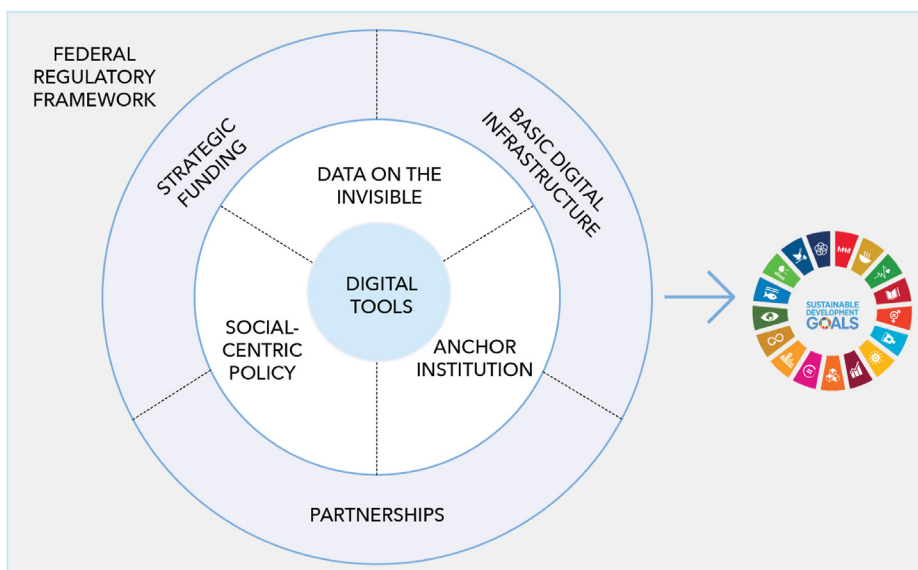 FEDERAL
REGULATORY
FRAMEWORK
STRATEGIC
FUNDING
BASIC DIGITAL
INFRASTRUCTURE
DATA ON THE
INVISIBLE
DIGITAL
TOOLS
SOCIAL-
CENTRIC
POLICY
ANCHOR
INSTITUTION
PARTNERSHIPS
SUSTAINABLE
DEVELOPMENT
GOALS